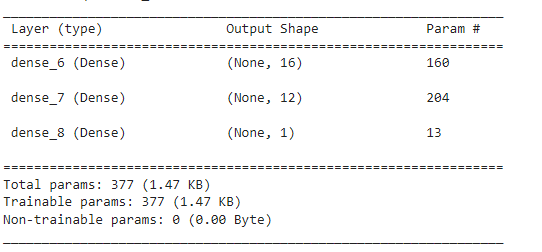 Layer (type) Output Shape Param #
dense_6 (Dense) (None, 16) 160
dense_7 (Dense) (None, 12) 204
dense_8 (Dense) (None, 1) 13
Total params: 377 (1.47 KB)
Trainable params: 377 (1.47 KB)
Non-trainable params: 0 (0.00 Byte)